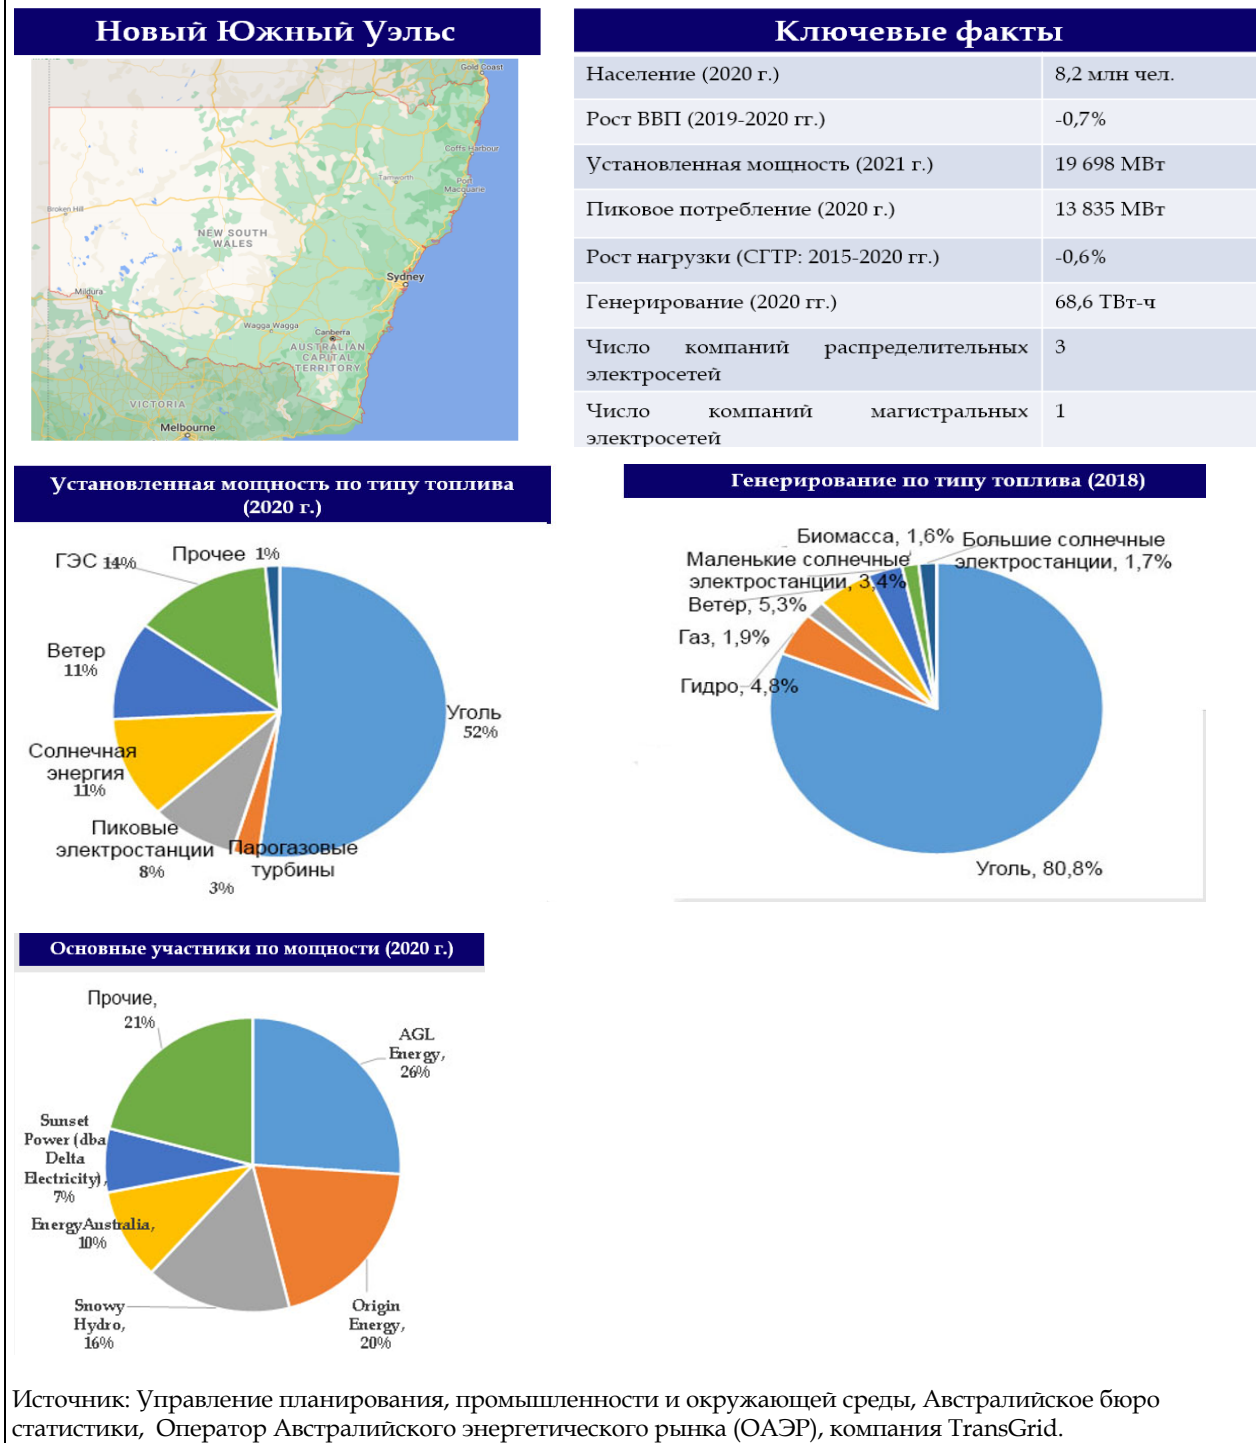 Новый Южный Уэльс
Gold Coast
Coffs Harbour
Tamworth
Port
Macquarie
Broken Hill
NEW SOUTH
WALES
Sydney
Mildura
Wagga Wagga
Canberra
AUSTRALIAN
CAPITAL
TERRITORY
VICTORIA
Melbourne
Ключевые факты
Население (2020 г.) 8,2 млн чел.
Рост ВВП (2019-2020 гг.) -0,7%
Установленная мощность (2021 г.) 19 698 МВт
Пиковое потребление (2020 г.) 13 835 МВт
Рост нагрузки (СГТР: 2015-2020 гг.) -0,6%
Генерирование (2020 гг.) 68,6 ТВт-ч
Число компаний распределительных 3
электросетей
Число компаний магистральных 1
электросетей
Установленная мощность по типу топлива
(2020 г.)
ГЭС 14%
Прочее 1%
Ветер
11%
Уголь
52%
Солнечная
энергия
11%
Пиковые
электростанции
8%
Парогазовые
турбины
3%
Генерирование по типу топлива (2018)
Биомасса, 1,6%
Большие солнечные
электростанции, 1,7%
Маленькие солнечные
электростанции, 3,4%
Ветер, 5,3%
Газ, 1,9%
Гидро, 4,8%
Уголь, 80,8%
Основные участники по мощности (2020 г.)
Прочие,
21%
AGL
Energy,
26%
Sunset
Power (dba
Delta
Electricity),
7%
EnergyAustralia,
10%
Snowy
Hydro,
16%
Origin
Energy,
20%
Источник: Управление планирования, промышленности и окружающей среды, Австралийское бюро
статистики, Оператор Австралийского энергетического рынка (ОАЭР), компания TransGrid.